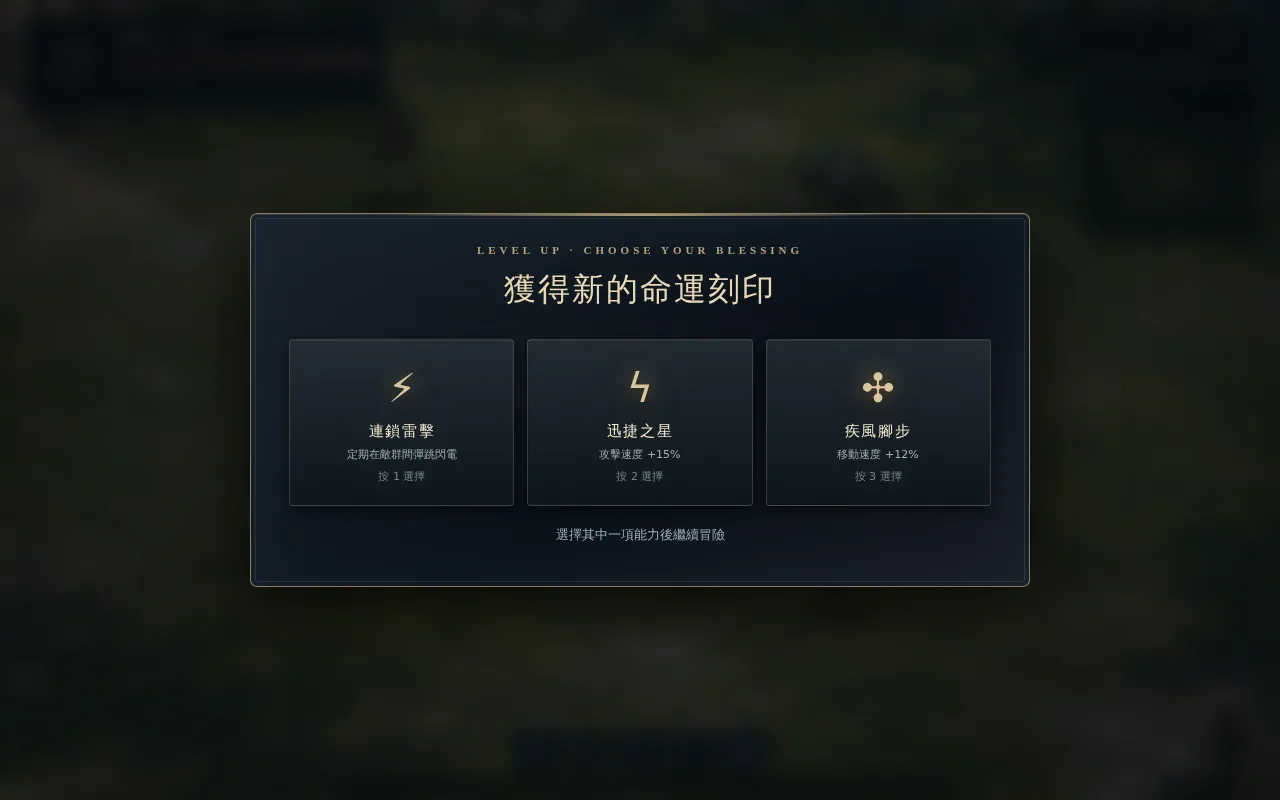 LEVEL UP · CHOOSE YOUR BLESSING
獲得新的命運刻印
連鎖雷擊
定期在敵群間彈跳閃電
按 1 選擇
迅捷之星
攻擊速度 +15%
按 2 選擇
疾風腳步
移動速度 +12%
按 3 選擇
選擇其中一項能力後繼續冒險